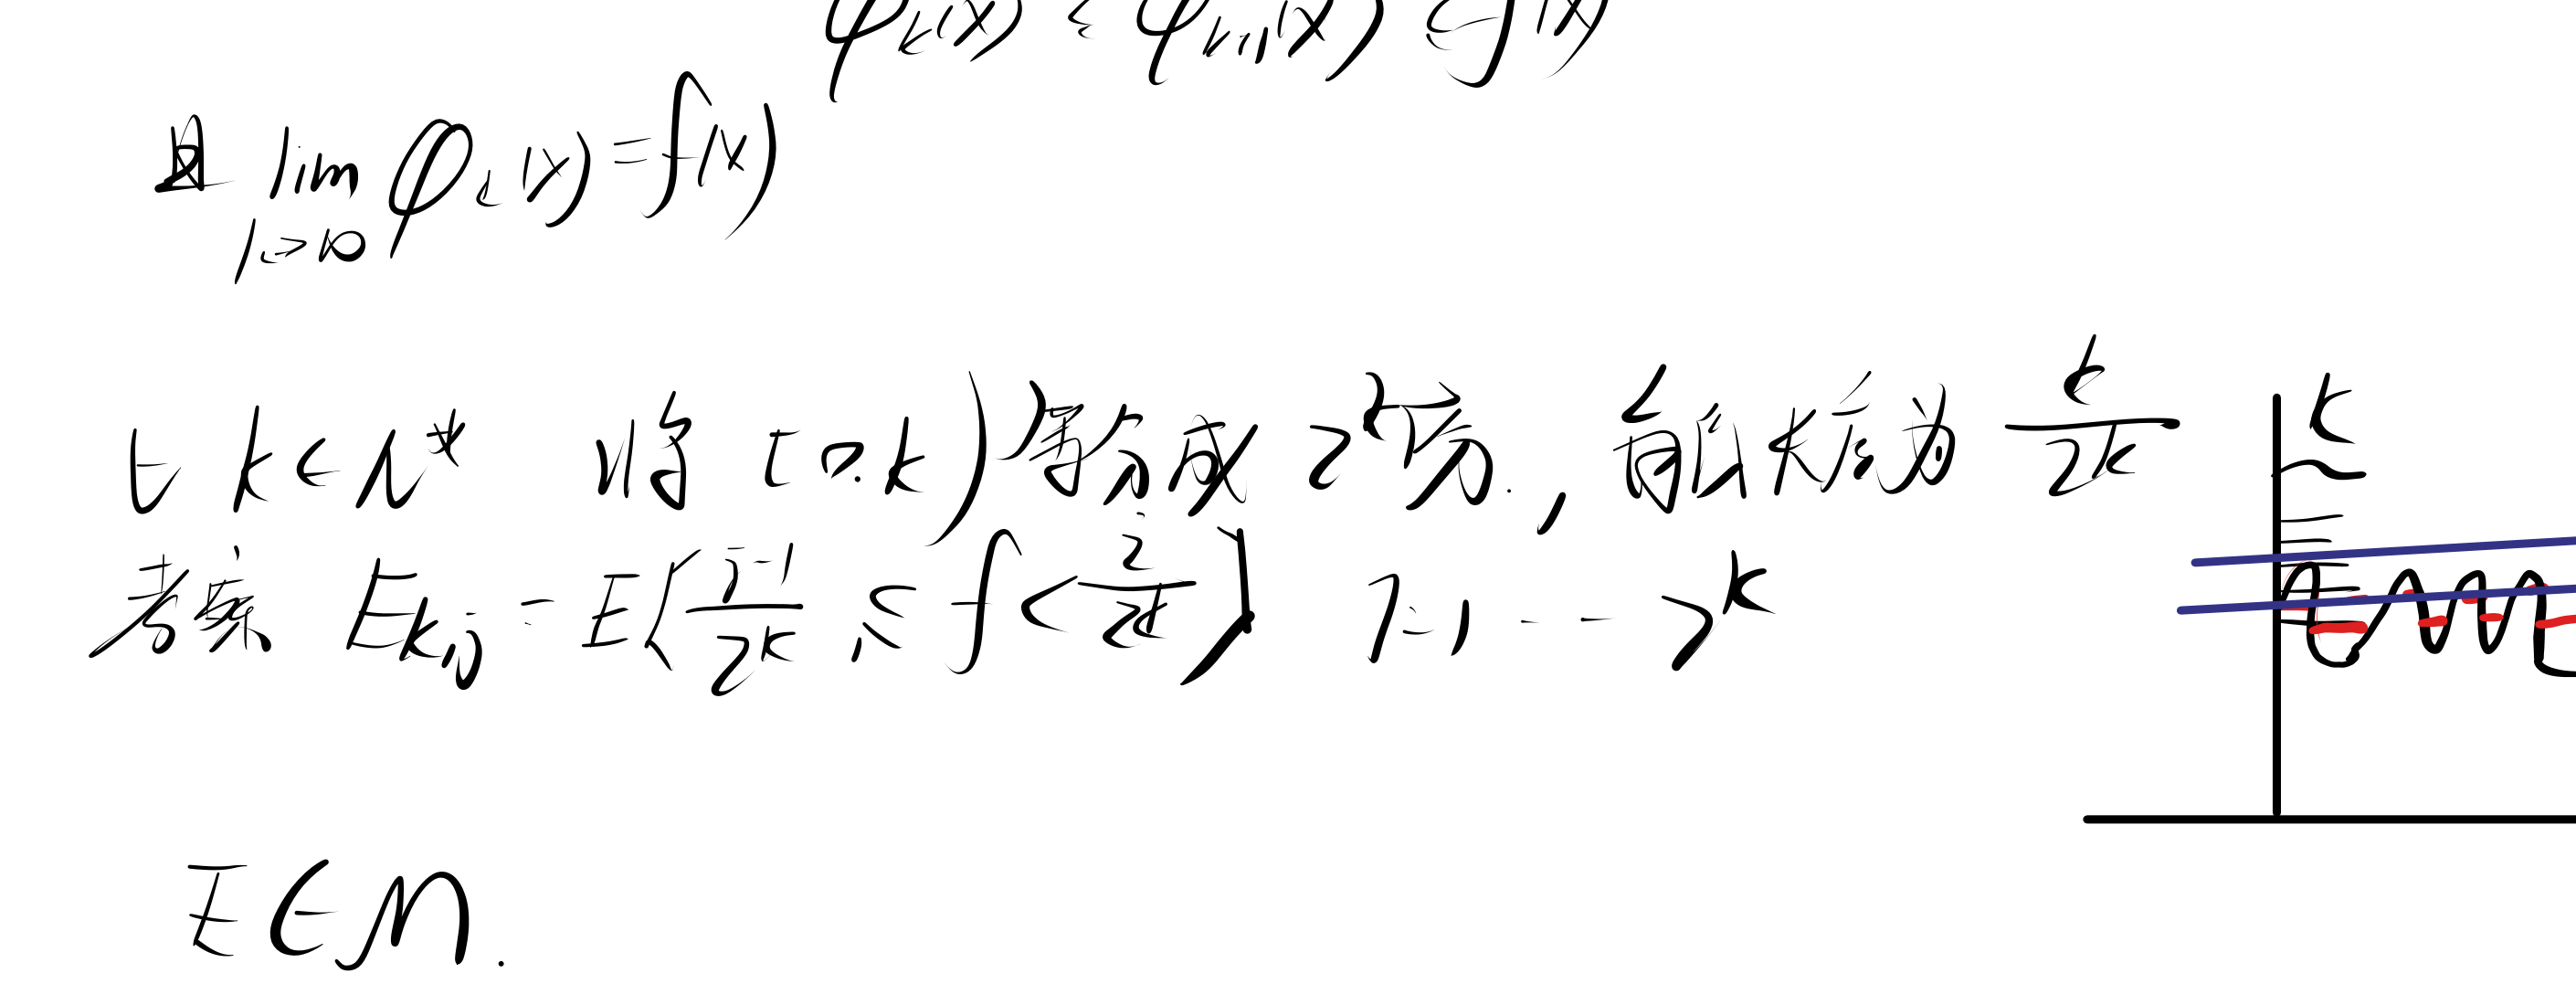 φ_k(x) ≤ φ_{k+1}(x) ≤ f(x)
且 lim_{k→∞} φ_k(x) = f(x)
∀ k ∈ N* 将 [0.k) 等分成 2^k 份., 每份长度为 k/2^k
考察 E_{k,j} = E( (j-1)/2^k ≤ f < j/2^k ) j=1, ... 2^k
k
E ∈ M.